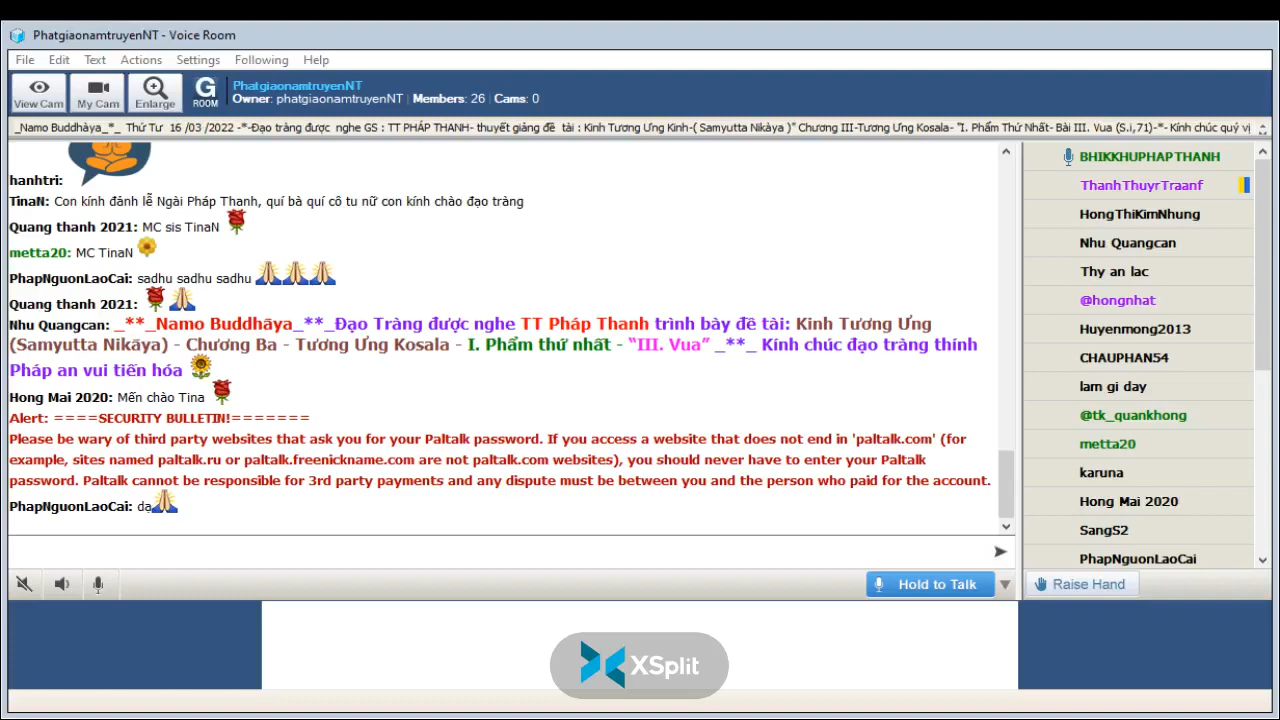 PhatgiaonamtruyenNT - Voice Room
File Edit Text Actions Settings Following Help
View Cam My Cam Enlarge G ROOM
PhatgiaonamtruyenNT
Owner: phatgiaonamtruyenNT | Members: 26 | Cams: 0
_Namo Buddhàya_*_ Thứ Tư 16 /03 /2022 -*-Đạo tràng được nghe GS : TT PHÁP THANH- thuyết giảng đề tài : Kinh Tương Ưng Kinh-( Samyutta Nikàya )" Chương III-Tương Ưng Kosala- "I. Phẩm Thứ Nhất- Bài III. Vua (S.i,71)-*- Kính chúc quý vị
hanhtri:
TinaN: Con kính đảnh lễ Ngài Pháp Thanh, quí bà quí cô tu nữ con kính chào đạo tràng
Quang thanh 2021: MC sis TinaN
metta20: MC TinaN
PhapNguonLaoCai: sadhu sadhu sadhu
Quang thanh 2021:
Nhu Quangcan: _**_Namo Buddhāya_**_Đạo Tràng được nghe TT Pháp Thanh trình bày đề tài: Kinh Tương Ưng
(Samyutta Nikāya) - Chương Ba - Tương Ưng Kosala - I. Phẩm thứ nhất - “III. Vua” _**_ Kính chúc đạo tràng thính
Pháp an vui tiến hóa
Hong Mai 2020: Mến chào Tina
Alert: ====SECURITY BULLETIN!=======
Please be wary of third party websites that ask you for your Paltalk password. If you access a website that does not end in 'paltalk.com' (for
example, sites named paltalk.ru or paltalk.freenickname.com are not paltalk.com websites), you should never have to enter your Paltalk
password. Paltalk cannot be responsible for 3rd party payments and any dispute must be between you and the person who paid for the account.
PhapNguonLaoCai: dạ
Hold to Talk
BHIKKHUPHAPTHANH
ThanhThuyrTraanf
HongThiKimNhung
Nhu Quangcan
Thy an lac
@hongnhat
Huyenmong2013
CHAUPHAN54
lam gi day
@tk_quankhong
metta20
karuna
Hong Mai 2020
SangS2
PhapNguonLaoCai
Raise Hand
XSplit